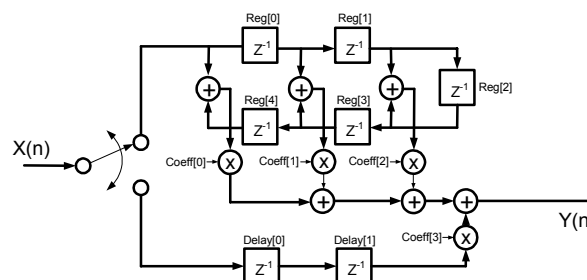 Reg[0]
Reg[1]
Z-1
Z-1
Z-1
Reg[2]
+
+
+
Reg[4]
Reg[3]
Z-1
Z-1
X(n)
Coeff[0]
X
Coeff[1]
X
Coeff[2]
X
+
+
+
Y(n
Coeff[3]
X
Delay[0]
Delay[1]
Z-1
Z-1